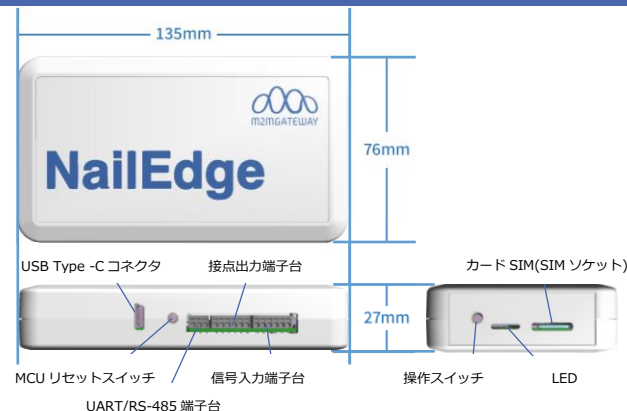 135mm
M2MGATEWAY
NailEdge
76mm
USB Type -C コネクタ
接点出力端子台
カード SIM(SIM ソケット)
27mm
MCU リセットスイッチ
信号入力端子台
操作スイッチ
LED
UART/RS-485 端子台